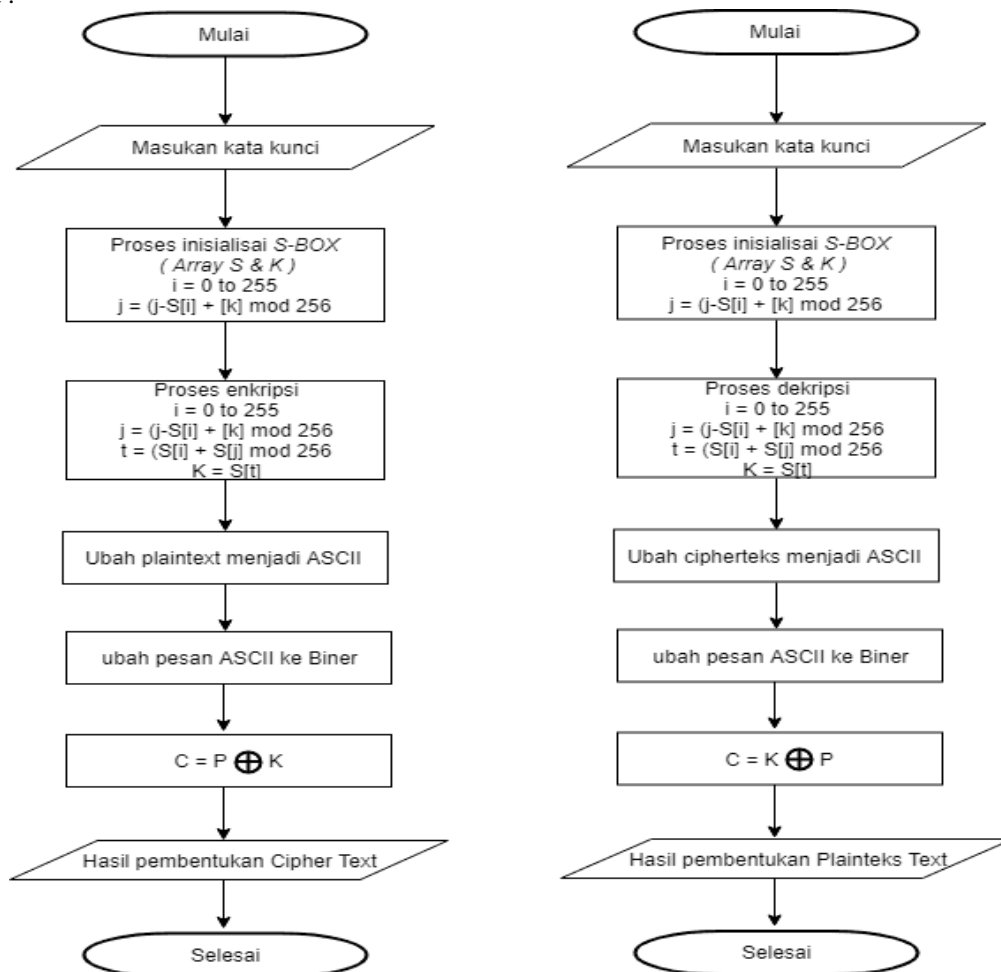 Mulai
Masukan kata kunci
Proses inisialisai S-BOX
( Array S & K )
i = 0 to 255
j = (j-S[i] + [k] mod 256
Proses enkripsi
i = 0 to 255
j = (j-S[i] + [k] mod 256
t = (S[i] + S[j] mod 256
K = S[t]
Ubah plaintext menjadi ASCII
ubah pesan ASCII ke Biner
C = P ⊕ K
Hasil pembentukan Cipher Text
Selesai
Mulai
Masukan kata kunci
Proses inisialisai S-BOX
( Array S & K )
i = 0 to 255
j = (j-S[i] + [k] mod 256
Proses dekripsi
i = 0 to 255
j = (j-S[i] + [k] mod 256
t = (S[i] + S[j] mod 256
K = S[t]
Ubah cipherteks menjadi ASCII
ubah pesan ASCII ke Biner
C = K ⊕ P
Hasil pembentukan Plainteks Text
Selesai